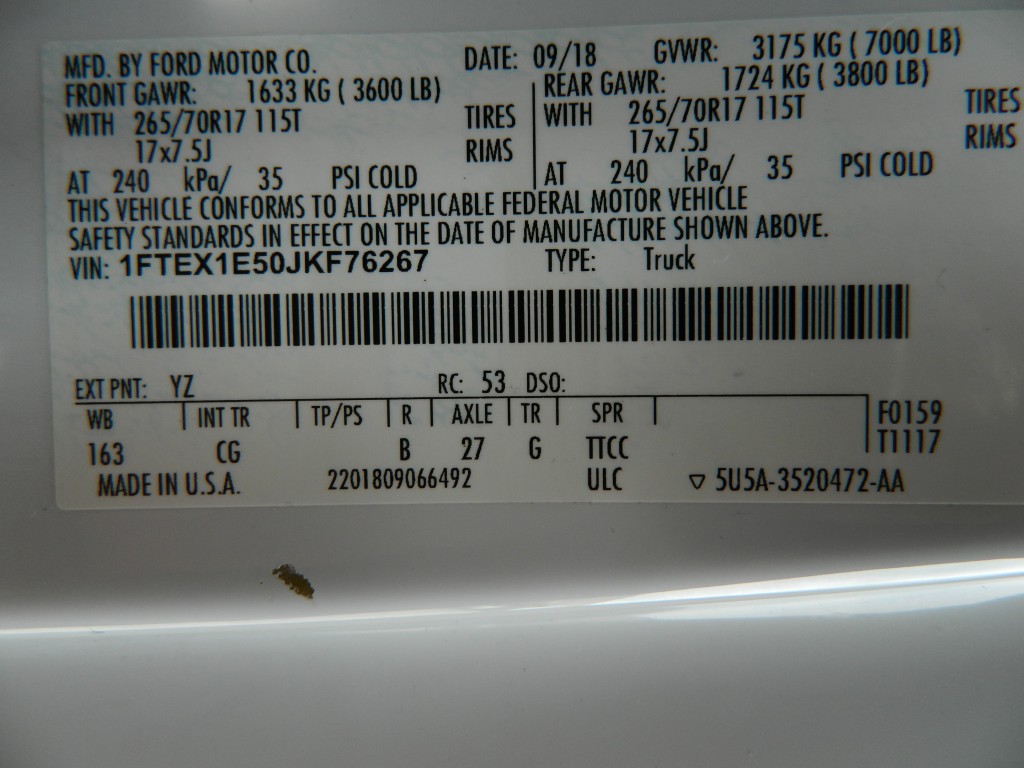 MFD. BY FORD MOTOR CO. DATE: 09/18 GVWR: 3175 KG ( 7000 LB)
FRONT GAWR: 1633 KG ( 3600 LB) REAR GAWR: 1724 KG ( 3800 LB)
WITH 265/70R17 115T TIRES WITH 265/70R17 115T TIRES
17x7.5J RIMS 17x7.5J RIMS
AT 240 kPa/ 35 PSI COLD AT 240 kPa/ 35 PSI COLD
THIS VEHICLE CONFORMS TO ALL APPLICABLE FEDERAL MOTOR VEHICLE
SAFETY STANDARDS IN EFFECT ON THE DATE OF MANUFACTURE SHOWN ABOVE.
VIN: 1FTEX1E50JKF76267 TYPE: Truck
EXT PNT: YZ RC: 53 DSO:
WB INT TR TP/PS R AXLE TR SPR F0159
163 CG B 27 G TTCC T1117
MADE IN U.S.A. 2201809066492 ULC ▽ 5U5A-3520472-AA